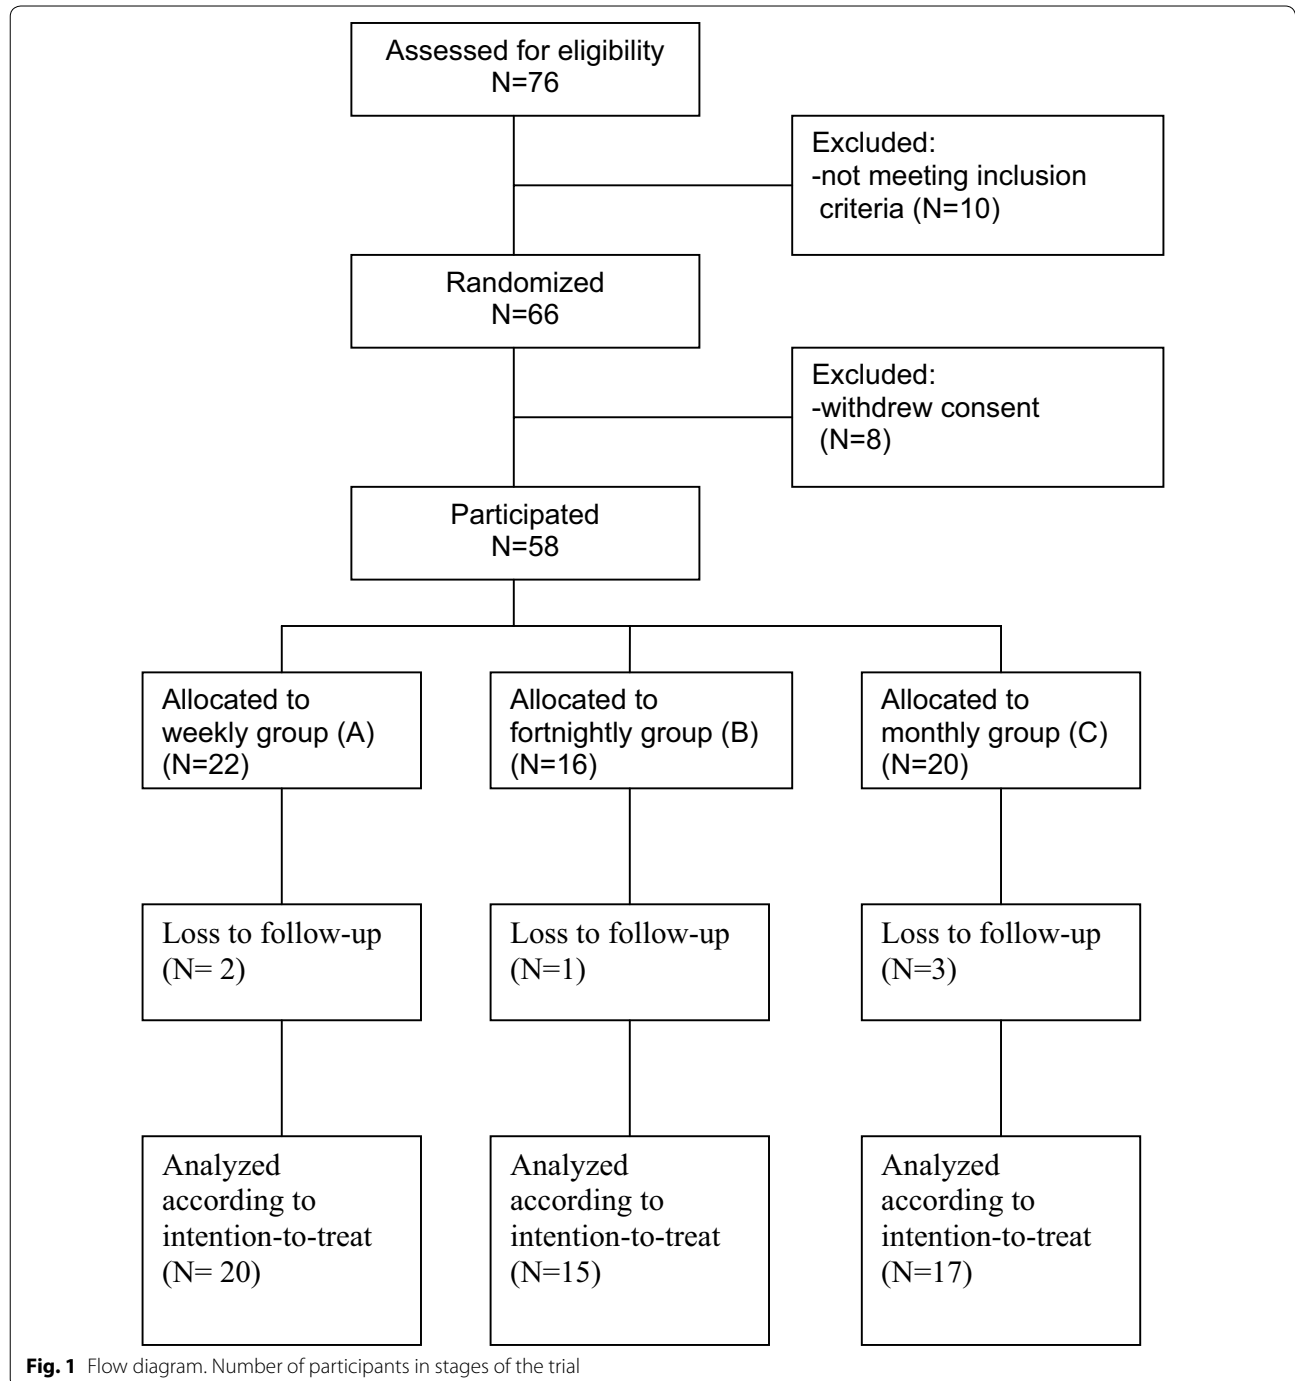 Assessed for eligibility
N=76
Excluded:
-not meeting inclusion
criteria (N=10)
Randomized
N=66
Excluded:
-withdrew consent
(N=8)
Participated
N=58
Allocated to
weekly group (A)
(N=22)
Allocated to
fortnightly group (B)
(N=16)
Allocated to
monthly group (C)
(N=20)
Loss to follow-up
(N= 2)
Loss to follow-up
(N=1)
Loss to follow-up
(N=3)
Analyzed
according to
intention-to-treat
(N= 20)
Analyzed
according to
intention-to-treat
(N=15)
Analyzed
according to
intention-to-treat
(N=17)
Fig. 1 Flow diagram. Number of participants in stages of the trial